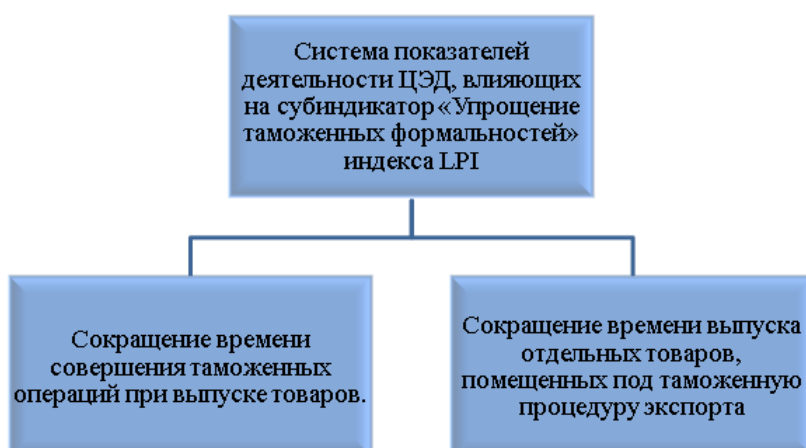 Система показателей
деятельности ЦЭД, влияющих
на субиндикатор «Упрощение
таможенных формальностей»
индекса LPI
Сокращение времени
совершения таможенных
операций при выпуске товаров.
Сокращение времени выпуска
отдельных товаров,
помещенных под таможенную
процедуру экспорта